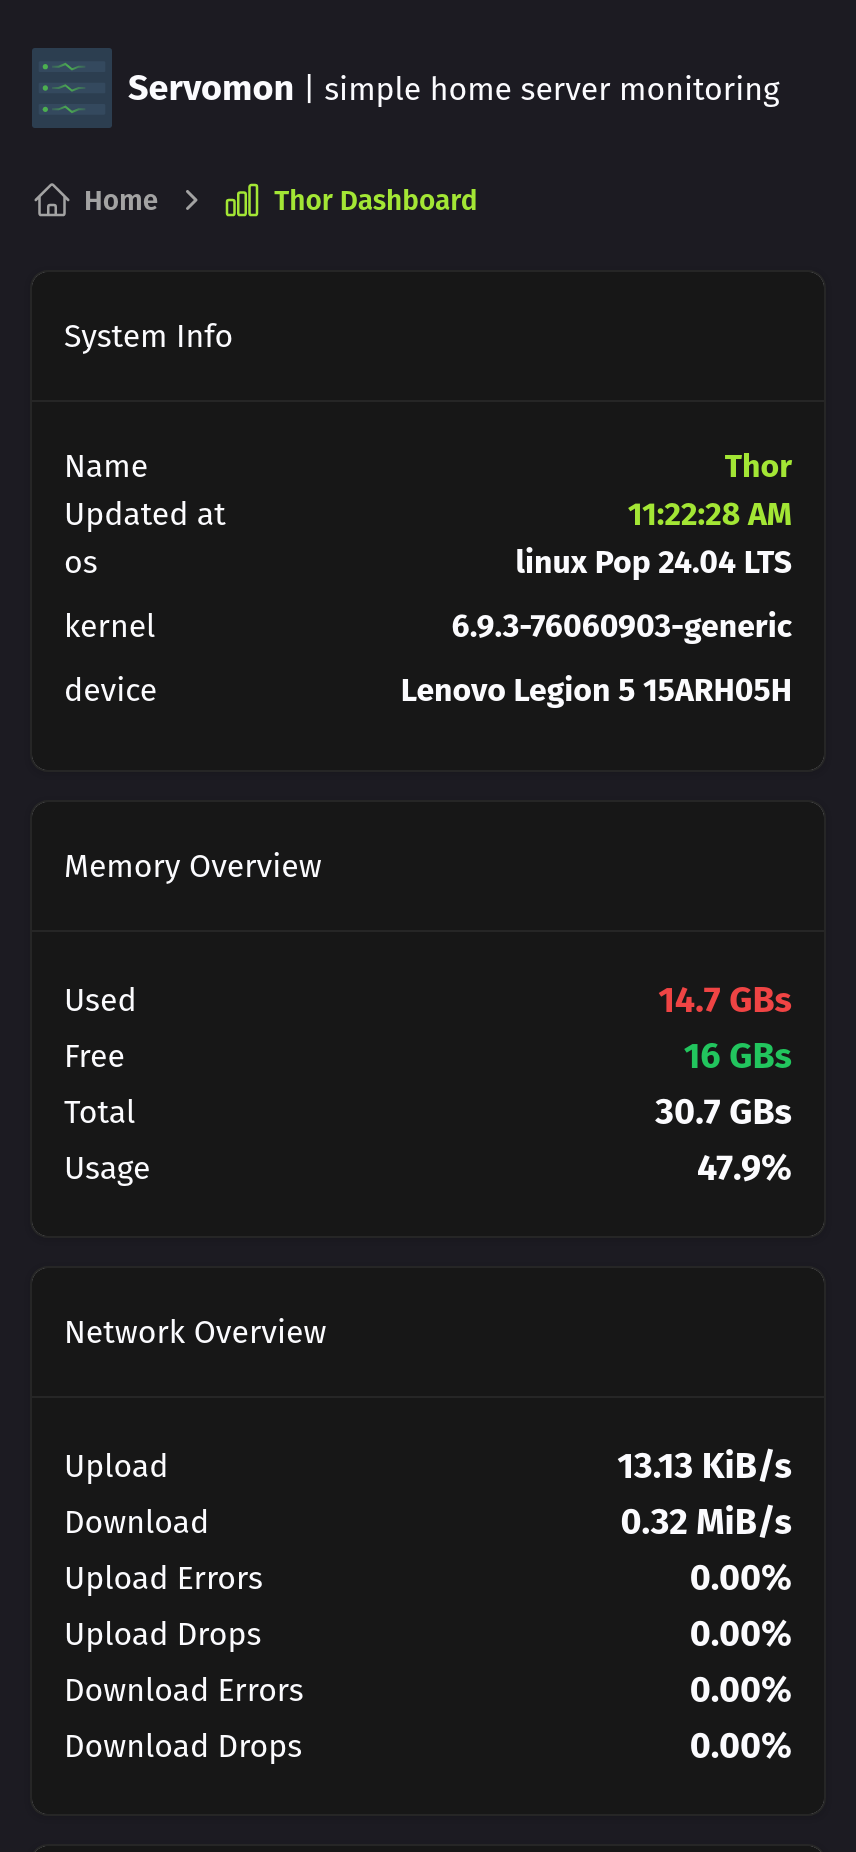 Servomon | simple home server monitoring
Home > Thor Dashboard
System Info
Name Thor
Updated at 11:22:28 AM
os linux Pop 24.04 LTS
kernel 6.9.3-76060903-generic
device Lenovo Legion 5 15ARH05H
Memory Overview
Used 14.7 GBs
Free 16 GBs
Total 30.7 GBs
Usage 47.9%
Network Overview
Upload 13.13 KiB/s
Download 0.32 MiB/s
Upload Errors 0.00%
Upload Drops 0.00%
Download Errors 0.00%
Download Drops 0.00%